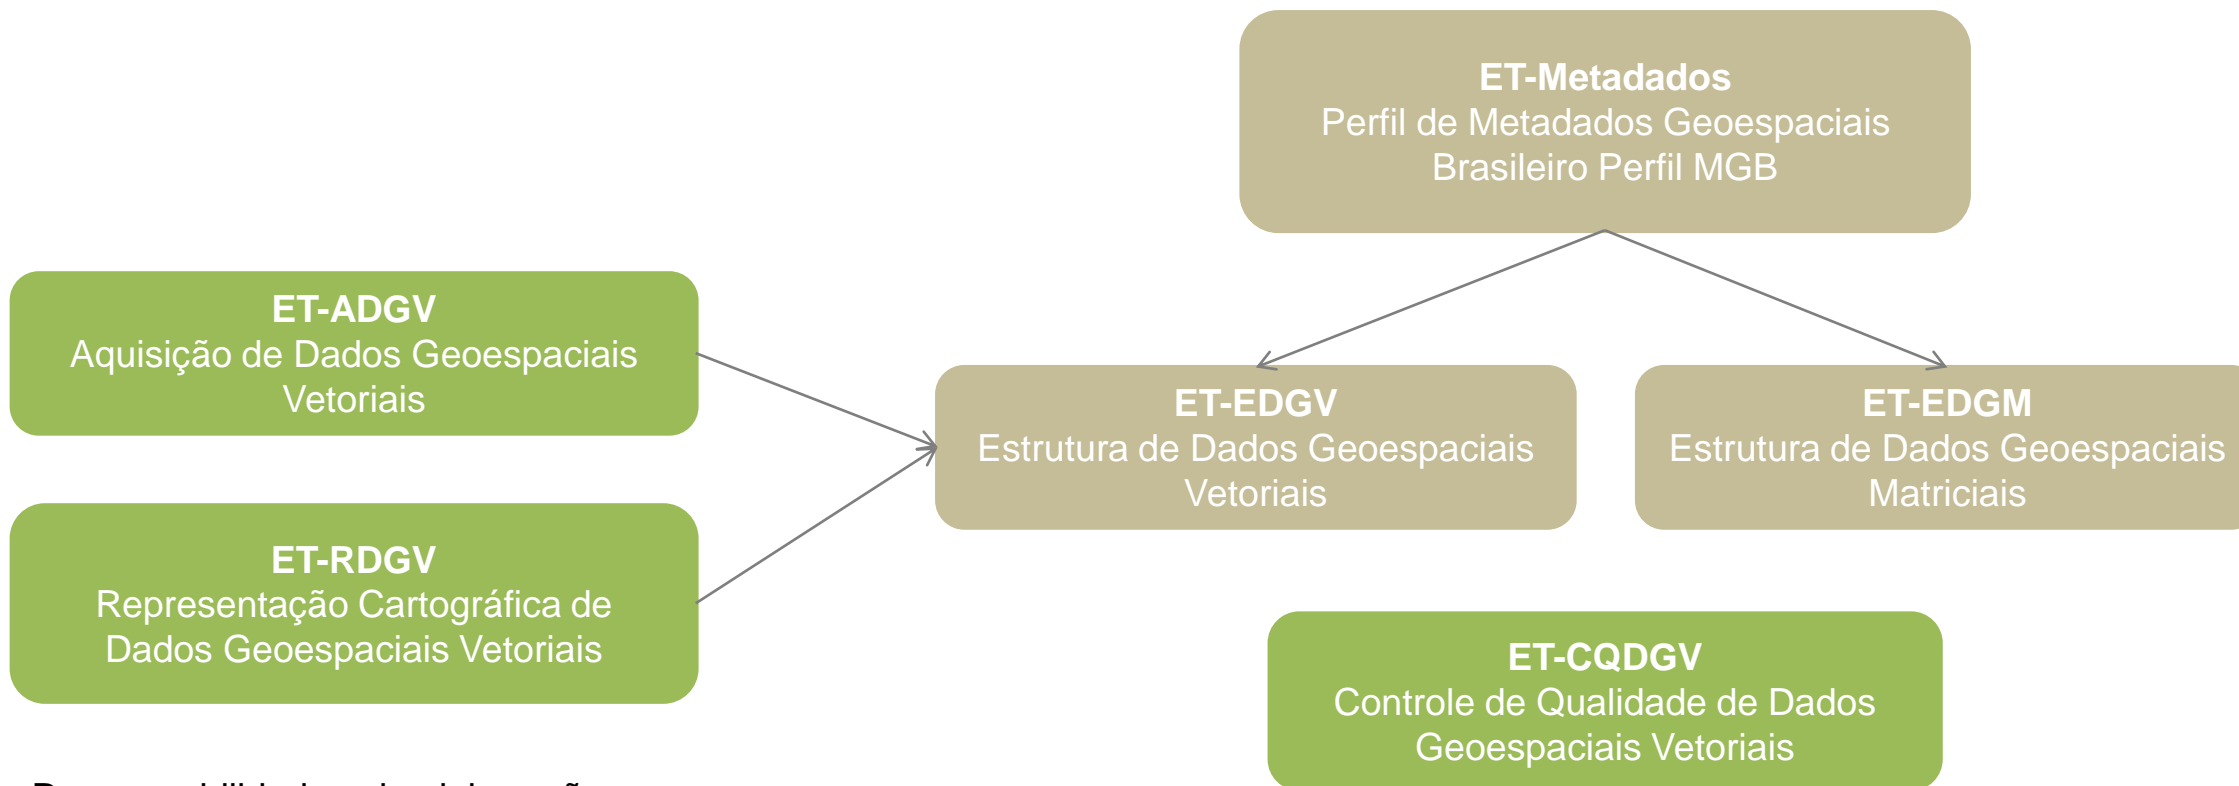 ET-Metadados
Perfil de Metadados Geoespaciais
Brasileiro Perfil MGB
ET-ADGV
Aquisição de Dados Geoespaciais
Vetoriais
ET-EDGV
Estrutura de Dados Geoespaciais
Vetoriais
ET-EDGM
Estrutura de Dados Geoespaciais
Matriciais
ET-RDGV
Representação Cartográfica de
Dados Geoespaciais Vetoriais
ET-CQDGV
Controle de Qualidade de Dados
Geoespaciais Vetoriais